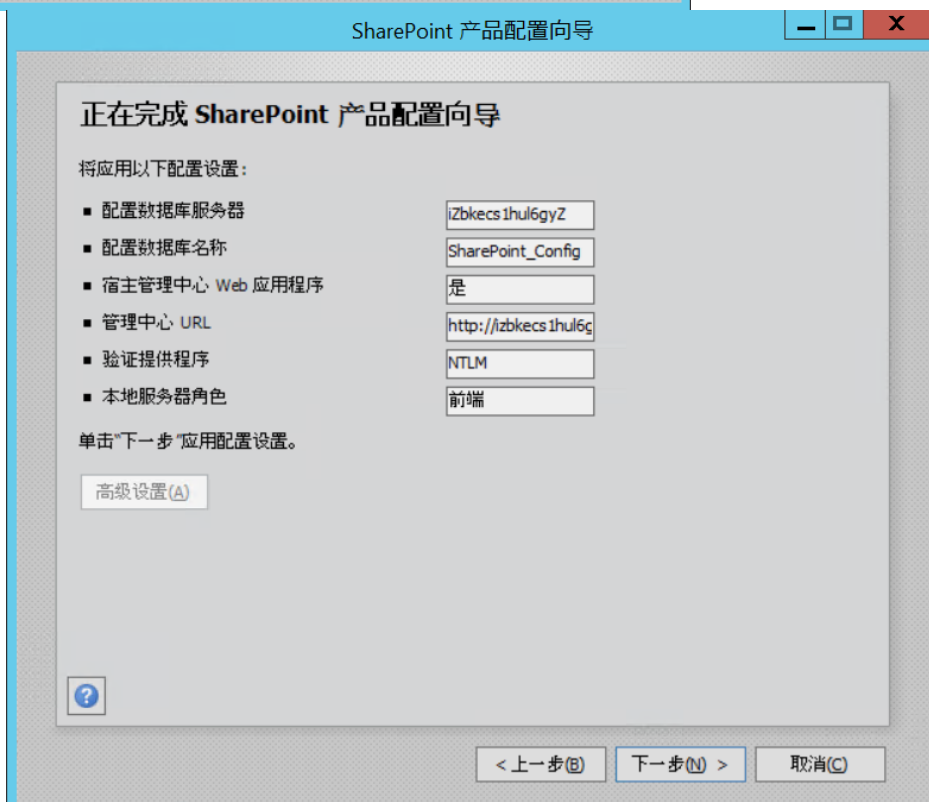 SharePoint 产品配置向导
正在完成 SharePoint 产品配置向导
将应用以下配置设置:
■ 配置数据库服务器 iZbkecs1hul6gyZ
■ 配置数据库名称 SharePoint_Config
■ 宿主管理中心 Web 应用程序 是
■ 管理中心 URL http://izbkecs1hul6g
■ 验证提供程序 NTLM
■ 本地服务器角色 前端
单击"下一步"应用配置设置。
高级设置(A)
< 上一步(B) 下一步(N) > 取消(C)